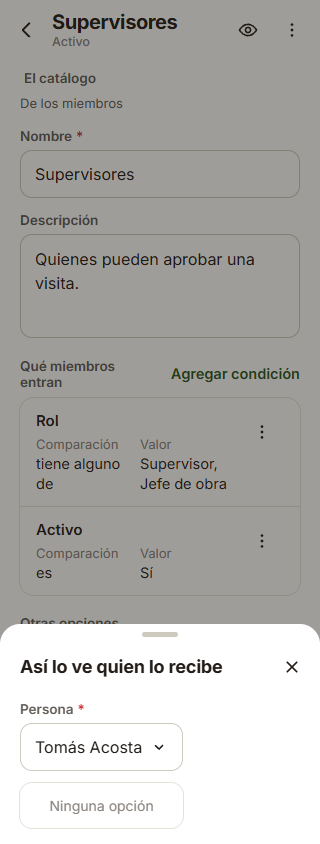 Supervisores
Activo
El catálogo
De los miembros
Nombre *
Supervisores
Descripción
Quienes pueden aprobar una
visita.
Qué miembros
entran
Agregar condición
Rol
Comparación Valor
tiene alguno Supervisor,
de Jefe de obra
Activo
Comparación Valor
es Sí
Otras opciones
Así lo ve quien lo recibe
Persona *
Tomás Acosta
Ninguna opción